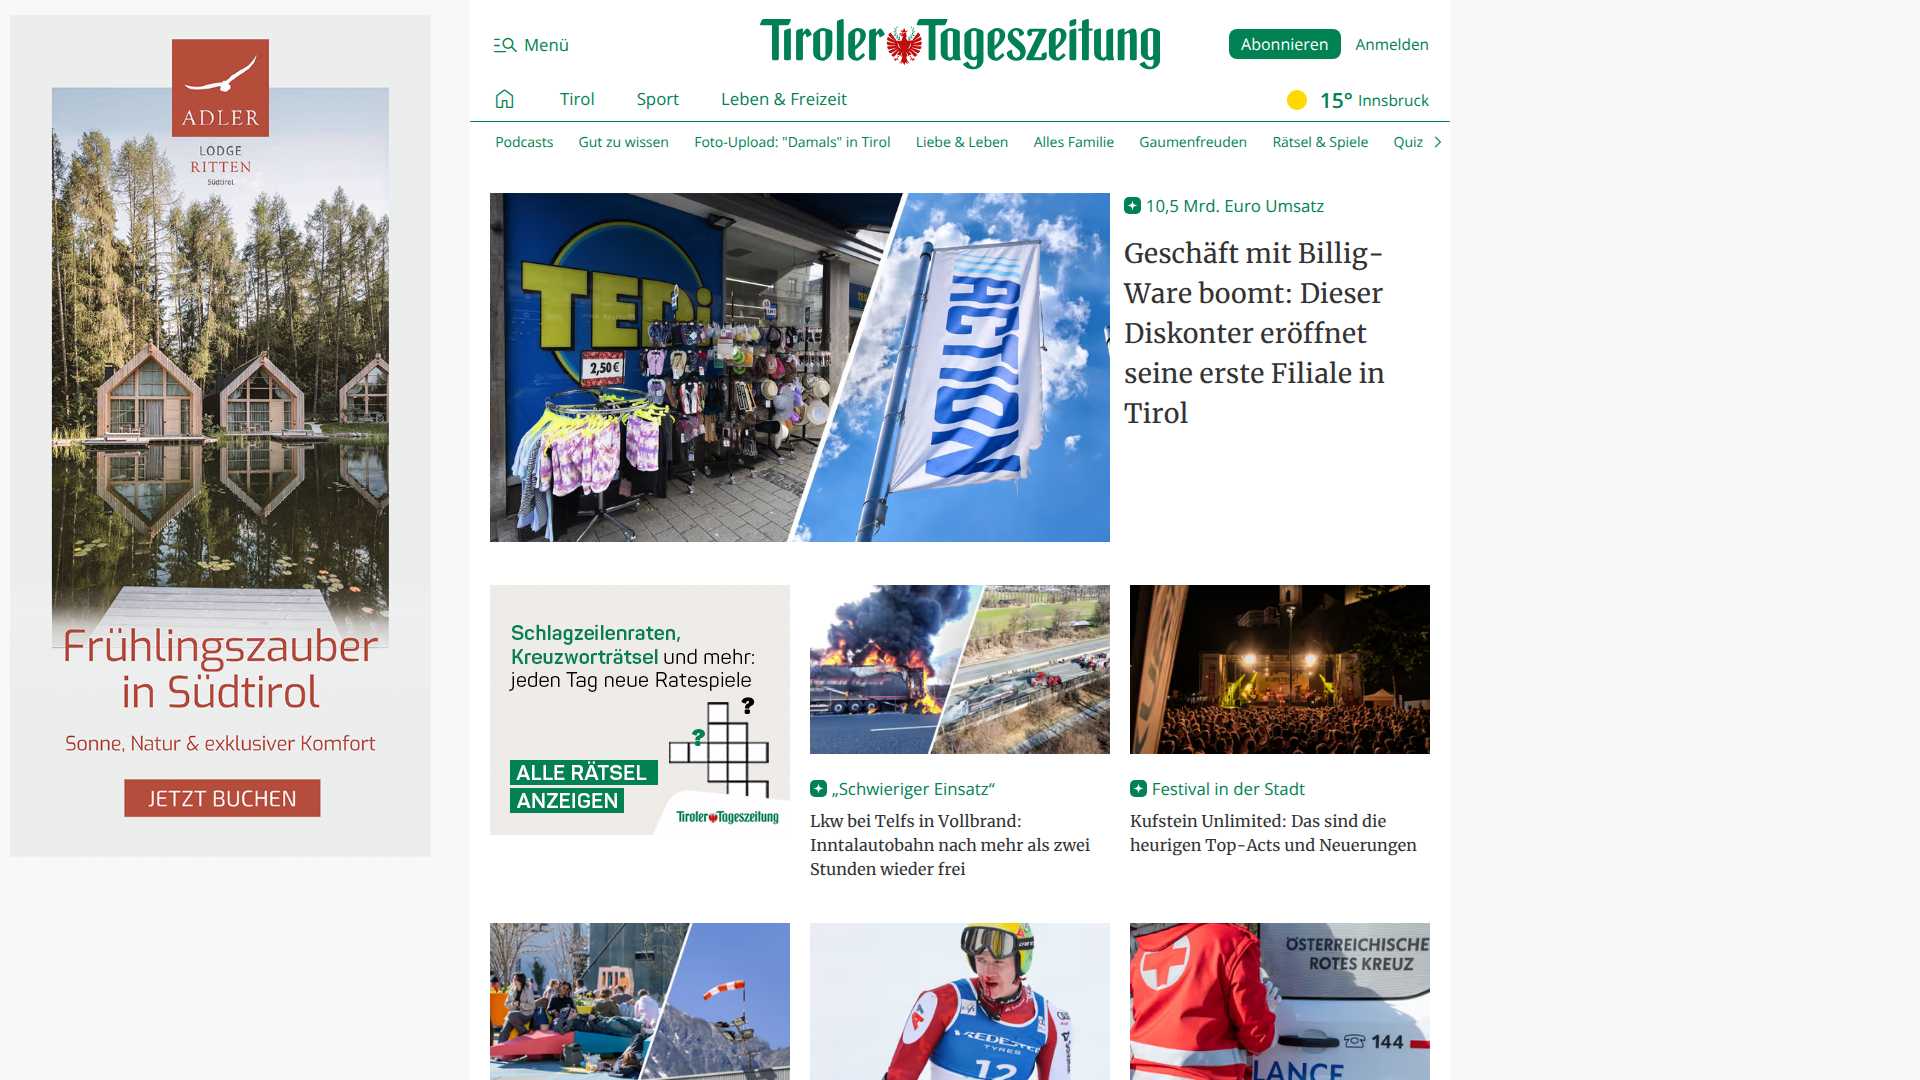 ADLER
LODGE
RITTEN
Südtirol
Frühlingszauber
in Südtirol
Sonne, Natur & exklusiver Komfort
JETZT BUCHEN
Menü
Tiroler Tageszeitung
Abonnieren
Anmelden
Tirol
Sport
Leben & Freizeit
15° Innsbruck
Podcasts
Gut zu wissen
Foto-Upload: "Damals" in Tirol
Liebe & Leben
Alles Familie
Gaumenfreuden
Rätsel & Spiele
Quiz
TEDi
2,50 €
ACTION
10,5 Mrd. Euro Umsatz
Geschäft mit Billig-
Ware boomt: Dieser
Diskonter eröffnet
seine erste Filiale in
Tirol
Schlagzeilenraten,
Kreuzworträtsel und mehr:
jeden Tag neue Ratespiele
?
?
ALLE RÄTSEL
ANZEIGEN
Tiroler Tageszeitung
„Schwieriger Einsatz“
Lkw bei Telfs in Vollbrand:
Inntalautobahn nach mehr als zwei
Stunden wieder frei
Festival in der Stadt
Kufstein Unlimited: Das sind die
heurigen Top-Acts und Neuerungen
VREDESTEIN
TYRES
12
ÖSTERREICHISCHE
ROTES KREUZ
144
LANCE